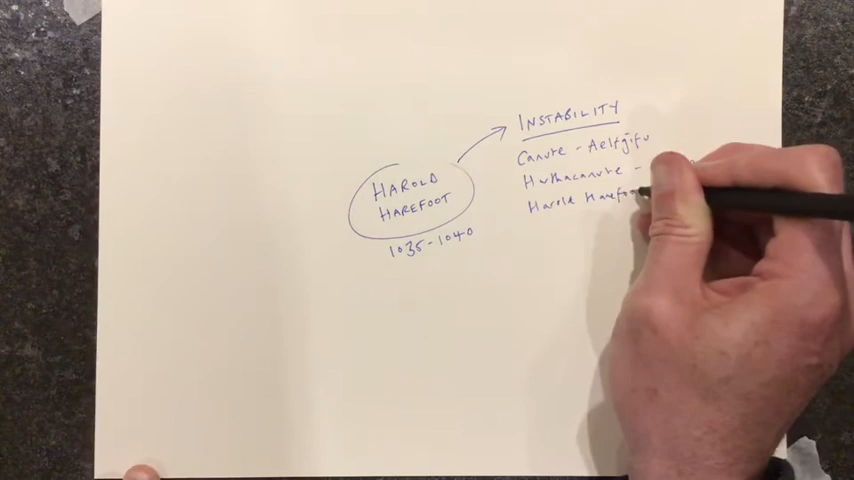 INSTABILITY
Canute - Aelfgifu
Harthacanute -
Harold Harefoo
HAROLD
HAREFOOT
1035-1040